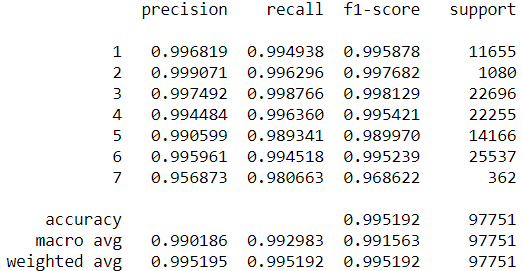 precision recall f1-score support
1 0.996819 0.994938 0.995878 11655
2 0.999071 0.996296 0.997682 1080
3 0.997492 0.998766 0.998129 22696
4 0.994484 0.996360 0.995421 22255
5 0.990599 0.989341 0.989970 14166
6 0.995961 0.994518 0.995239 25537
7 0.956873 0.980663 0.968622 362
accuracy 0.995192 97751
macro avg 0.990186 0.992983 0.991563 97751
weighted avg 0.995195 0.995192 0.995192 97751